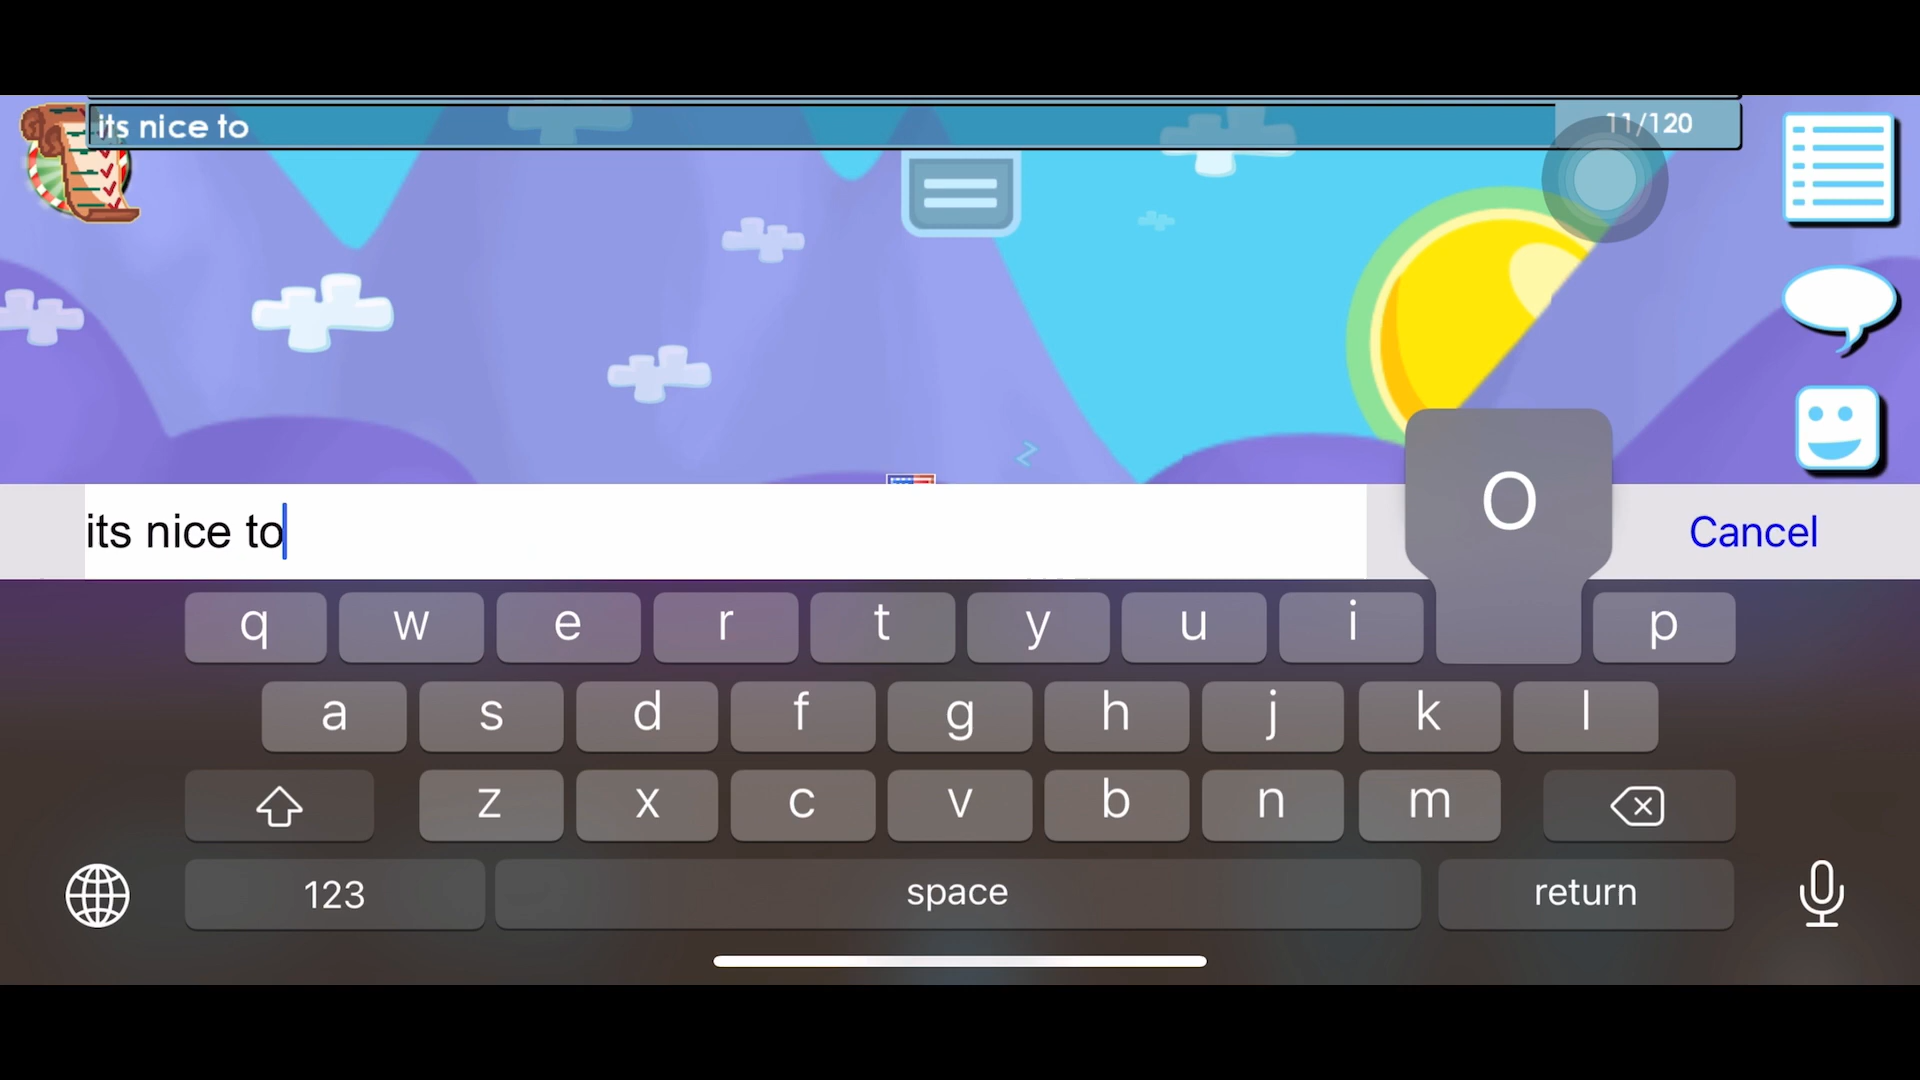 its nice to
11/120
its nice to
O
Cancel
q w e r t y u i p
a s d f g h j k l
z x c v b n m
123 space return